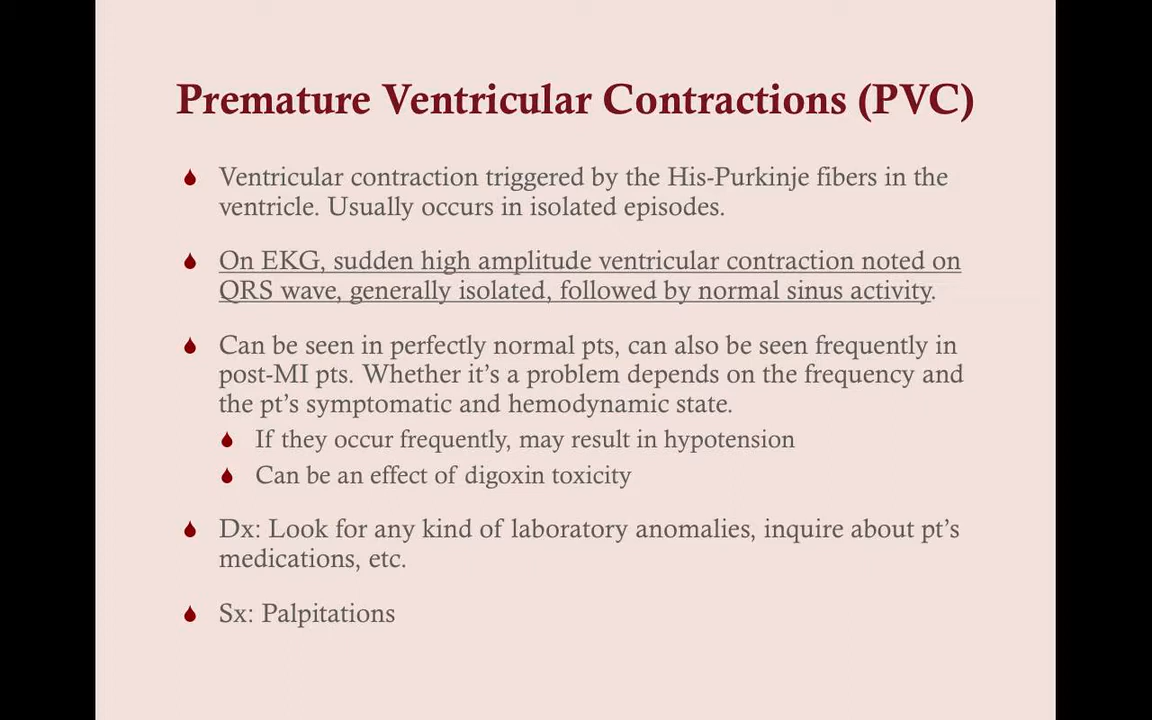 Premature Ventricular Contractions (PVC)
Ventricular contraction triggered by the His-Purkinje fibers in the
ventricle. Usually occurs in isolated episodes.
On EKG, sudden high amplitude ventricular contraction noted on
QRS wave, generally isolated, followed by normal sinus activity.
Can be seen in perfectly normal pts, can also be seen frequently in
post-MI pts. Whether it's a problem depends on the frequency and
the pt's symptomatic and hemodynamic state.
If they occur frequently, may result in hypotension
Can be an effect of digoxin toxicity
Dx: Look for any kind of laboratory anomalies, inquire about pt's
medications, etc.
Sx: Palpitations